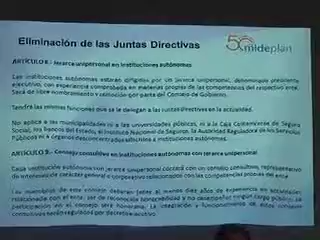 Eliminación de las Juntas Directivas
50 mideplan
ARTÍCULO 8.- Jerarca unipersonal en instituciones autónomas
Las instituciones autónomas estarán dirigidas por un jerarca unipersonal, denominado presidente
ejecutivo, con experiencia comprobada en materias propias de las competencias del respectivo ente.
Será de libre nombramiento y remoción por parte del Consejo de Gobierno.
Tendrá las mismas funciones que se le delegan a las juntas directivas en la actualidad.
No aplica a las municipalidades ni a las universidades públicas, ni a la Caja Costarricense de Seguro
Social, los bancos del Estado, el Instituto Nacional de Seguros, la Autoridad Reguladora de los Servicios
Públicos ni a órganos desconcentrados adscritos a instituciones autónomas.
ARTÍCULO 9.- Consejo consultivo en instituciones autónomas con jerarca unipersonal
Cada institución autónoma con jerarca unipersonal contará con un consejo consultivo, representativo
de intereses de carácter general o corporativo relacionados con las competencias propias del ente.
Los miembros de este consejo deberán tener al menos diez años de experiencia en actividades
relacionadas con el ente, ser de reconocida honorabilidad y no desempeñar ningún cargo público. La
participación en el consejo será honoraria. La integración y funcionamiento de estos consejos
consultivos serán regulados por decreto ejecutivo.